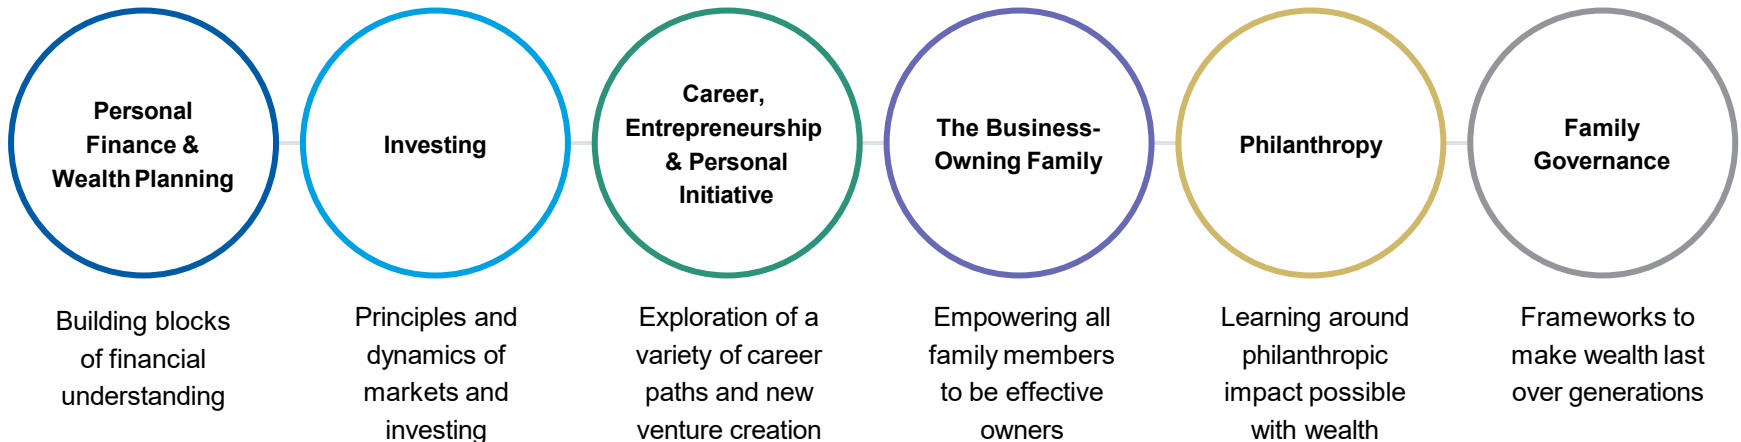 Personal
Finance &
Wealth Planning
Investing
Career,
Entrepreneurship
& Personal
Initiative
The Business-
Owning Family
Philanthropy
Family
Governance
Building blocks
of financial
understanding
Principles and
dynamics of
markets and
investing
Exploration of a
variety of career
paths and new
venture creation
Empowering all
family members
to be effective
owners
Learning around
philanthropic
impact possible
with wealth
Frameworks to
make wealth last
over generations